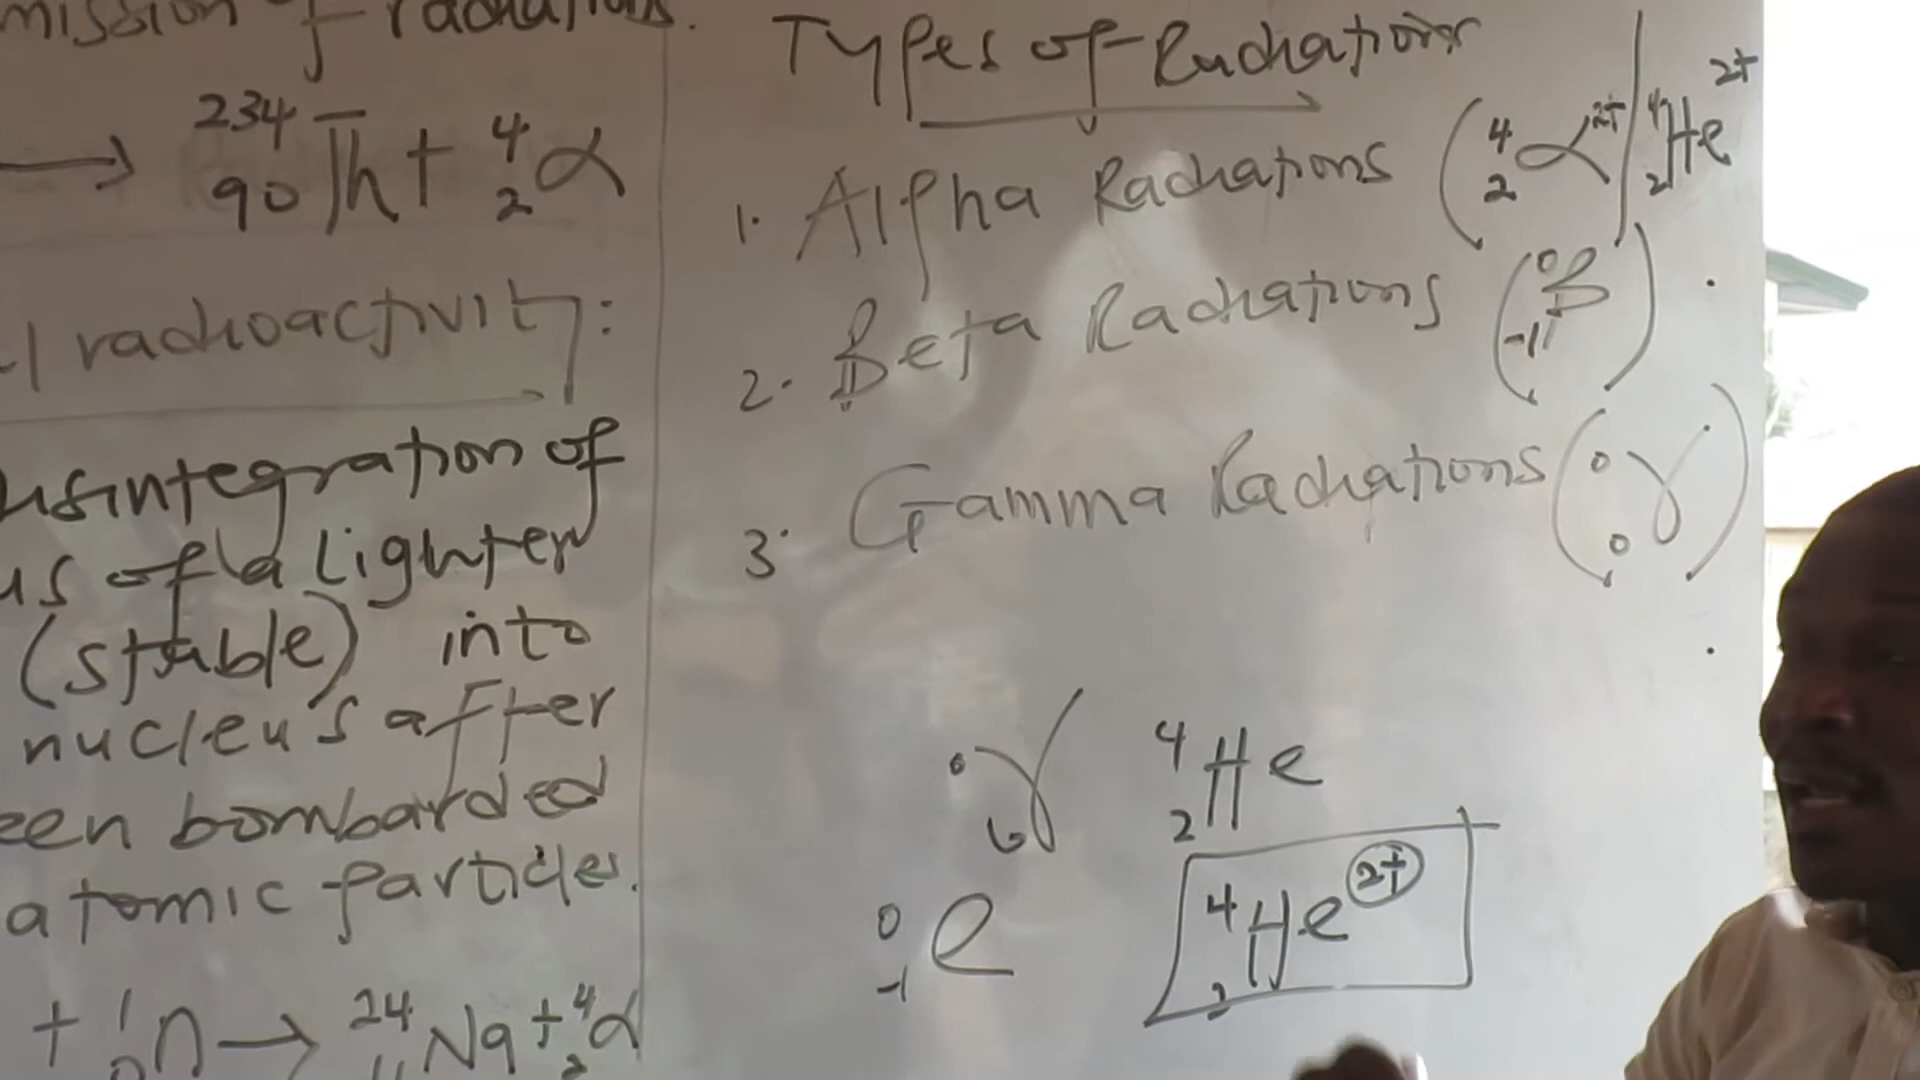 mission of radiations.
→ ²³⁴₉₀Th + ⁴₂α
l radioactivity:
disintegration of
us of a lighter
(stable) into
nucleus after
been bombarded
atomic particles.
+ ¹₀n → ²⁴₁₁Na + ⁴₂α
Types of Radiations
1. Alpha Radiations (⁴₂α²⁺ | ⁴₂He²⁺
2. Beta Radiations (⁰₋₁β)
3. Gamma Radiations (⁰₀γ)
⁰₀γ ⁴₂He
⁰₋₁e ⁴₂He²⁺